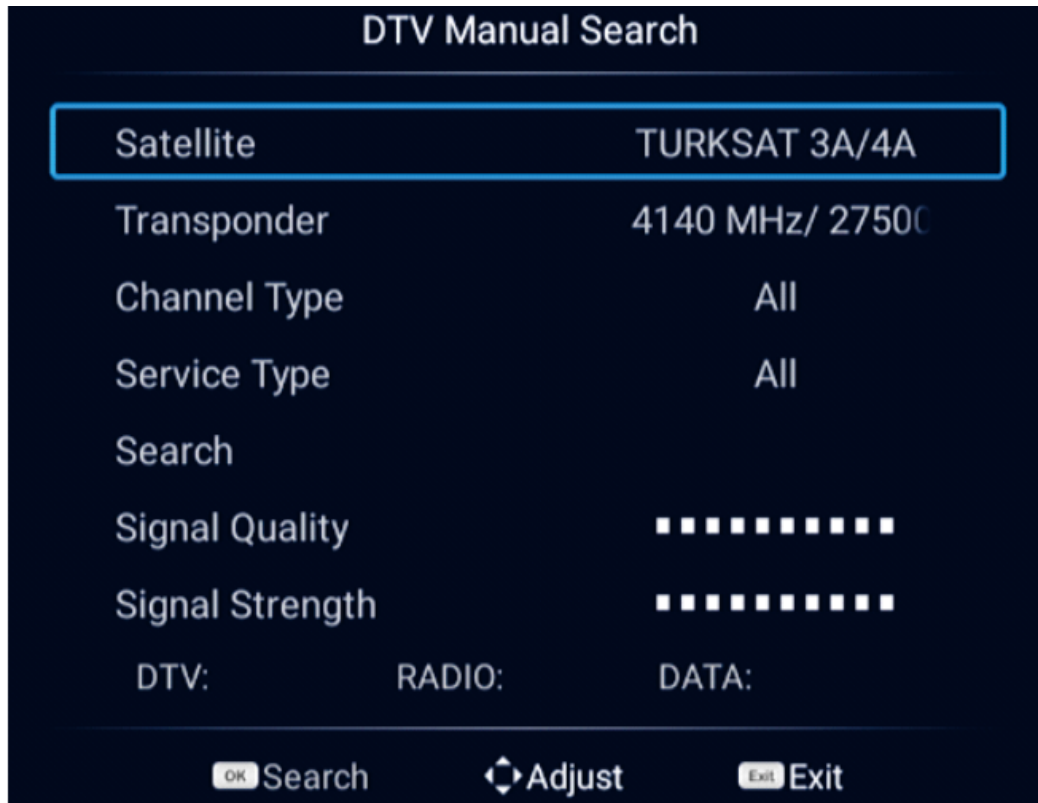 DTV Manual Search
Satellite TURKSAT 3A/4A
Transponder 4140 MHz/ 27500
Channel Type All
Service Type All
Search
Signal Quality
Signal Strength
DTV: RADIO: DATA:
OK Search Adjust Exit Exit